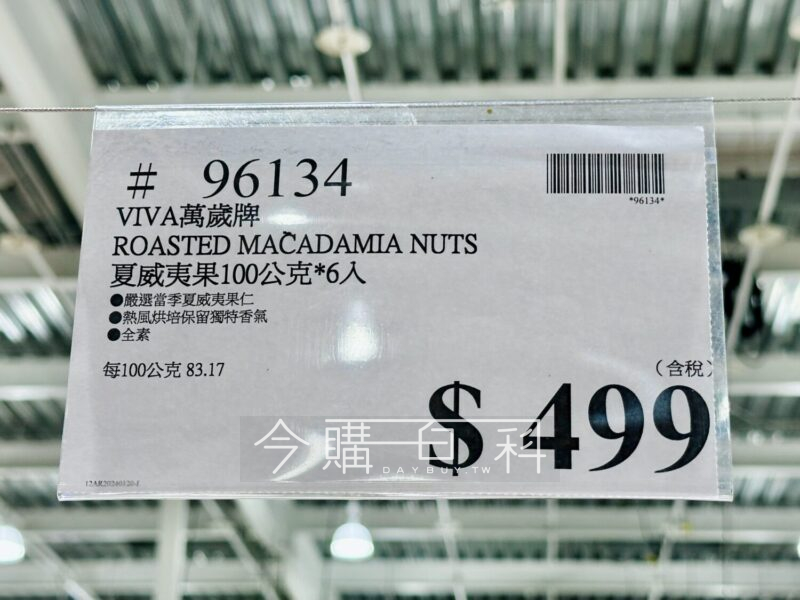 # 96134
*96134*
VIVA萬歲牌
ROASTED MACADAMIA NUTS
夏威夷果100公克*6入
●嚴選當季夏威夷果仁
●熱風烘培保留獨特香氣
●全素
每100公克 83.17
(含稅)
$ 499
今購百科
DAYBUY.TW
12AR20240120-1